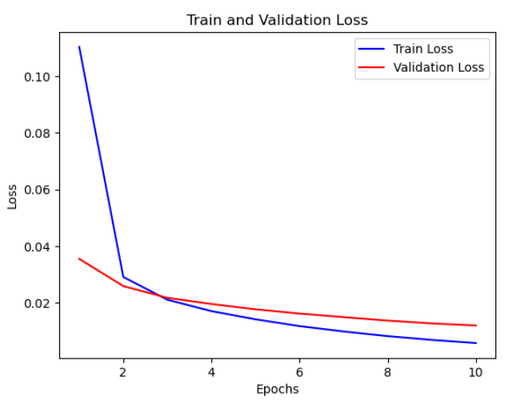 Train and Validation Loss
Train Loss
Validation Loss
0.10
0.08
0.06
0.04
0.02
Loss
2 4 6 8 10
Epochs